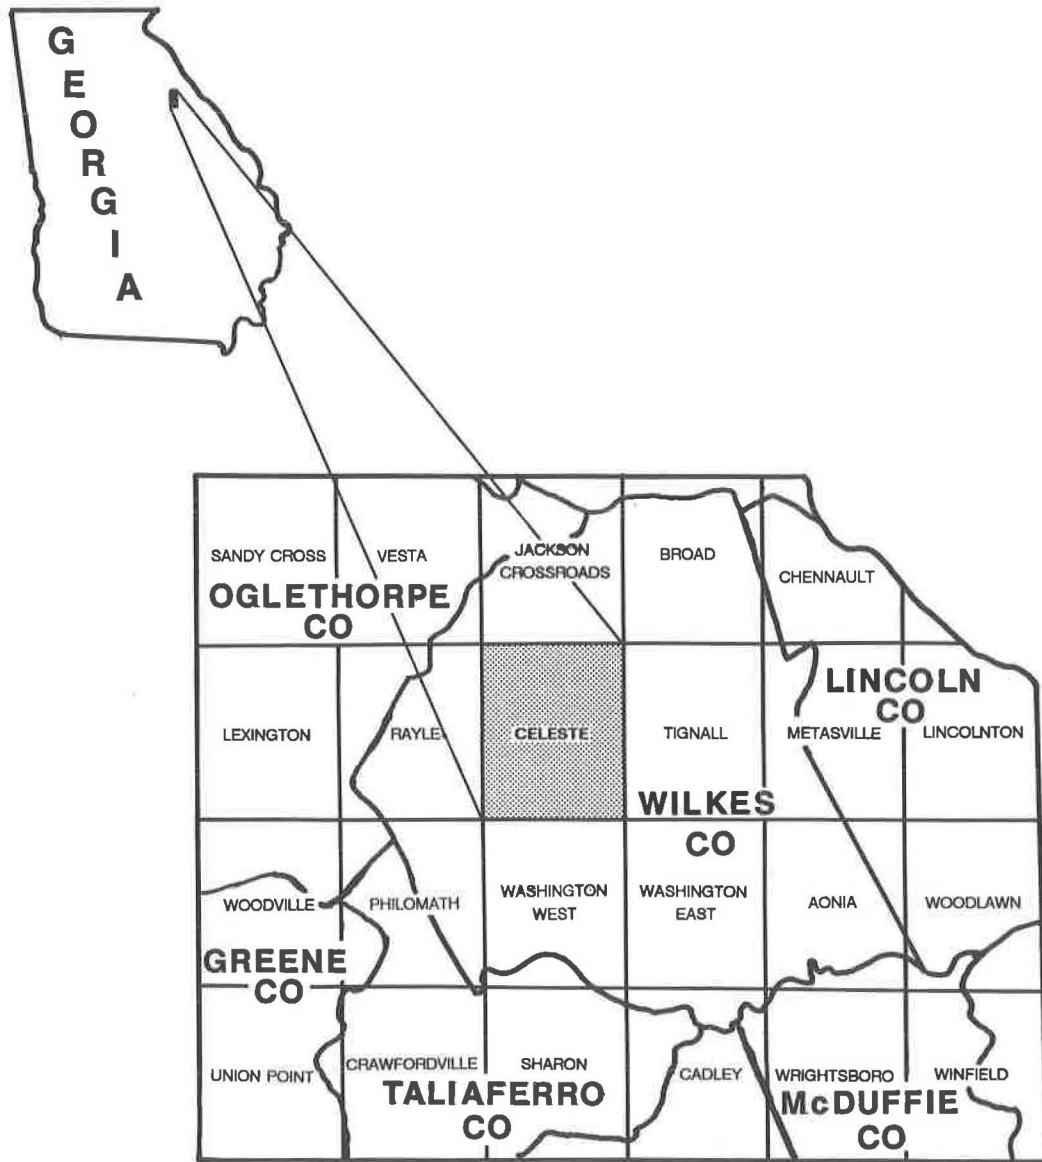 GEORGIA
SANDY CROSS
VESTA
JACKSON
CROSSROADS
BROAD
CHENNAULT
OGLETHORPE
CO
LEXINGTON
RAYLE
CELESTE
TIGNALL
METASVILLE
LINCOLN
CO
LINCOLNTON
WILKES
CO
WOODVILLE
PHILOMATH
WASHINGTON
WEST
WASHINGTON
EAST
AONIA
WOODLAWN
GREENE
CO
UNION POINT
CRAWFORDVILLE
SHARON
CADLEY
WRIGHTSBORO
WINFIELD
TALIAFERRO
CO
McDUFFIE
CO